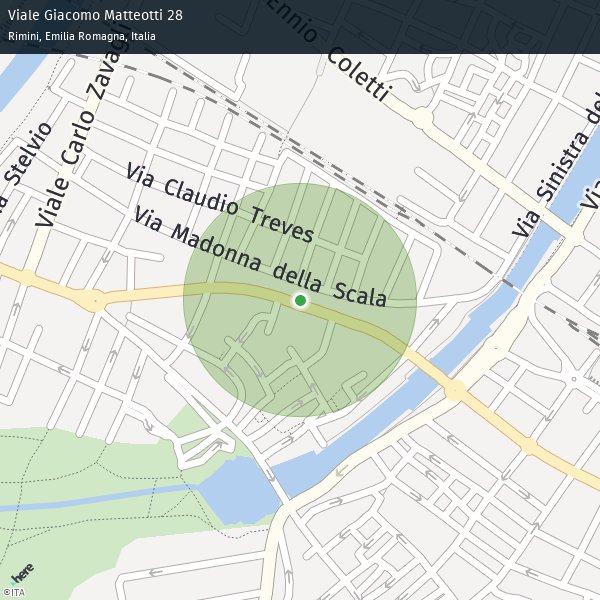 Viale Giacomo Matteotti 28
Rimini, Emilia Romagna, Italia
Ennio Coletti
Viale Carlo Zavagli
Stelvio
Via Claudio Treves
Via Sinistra del
Via Madonna della Scala
here
©ITA